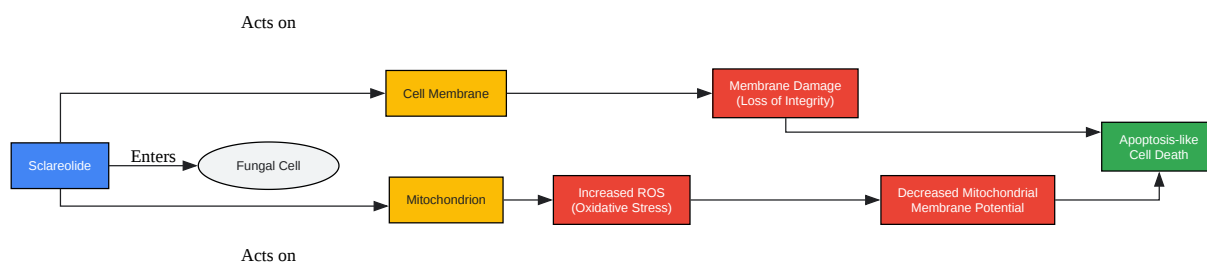 Acts on
Cell Membrane
Membrane Damage
(Loss of Integrity)
Sclareolide
Enters
Fungal Cell
Apoptosis-like
Cell Death
Mitochondrion
Increased ROS
(Oxidative Stress)
Decreased Mitochondrial
Membrane Potential
Acts on